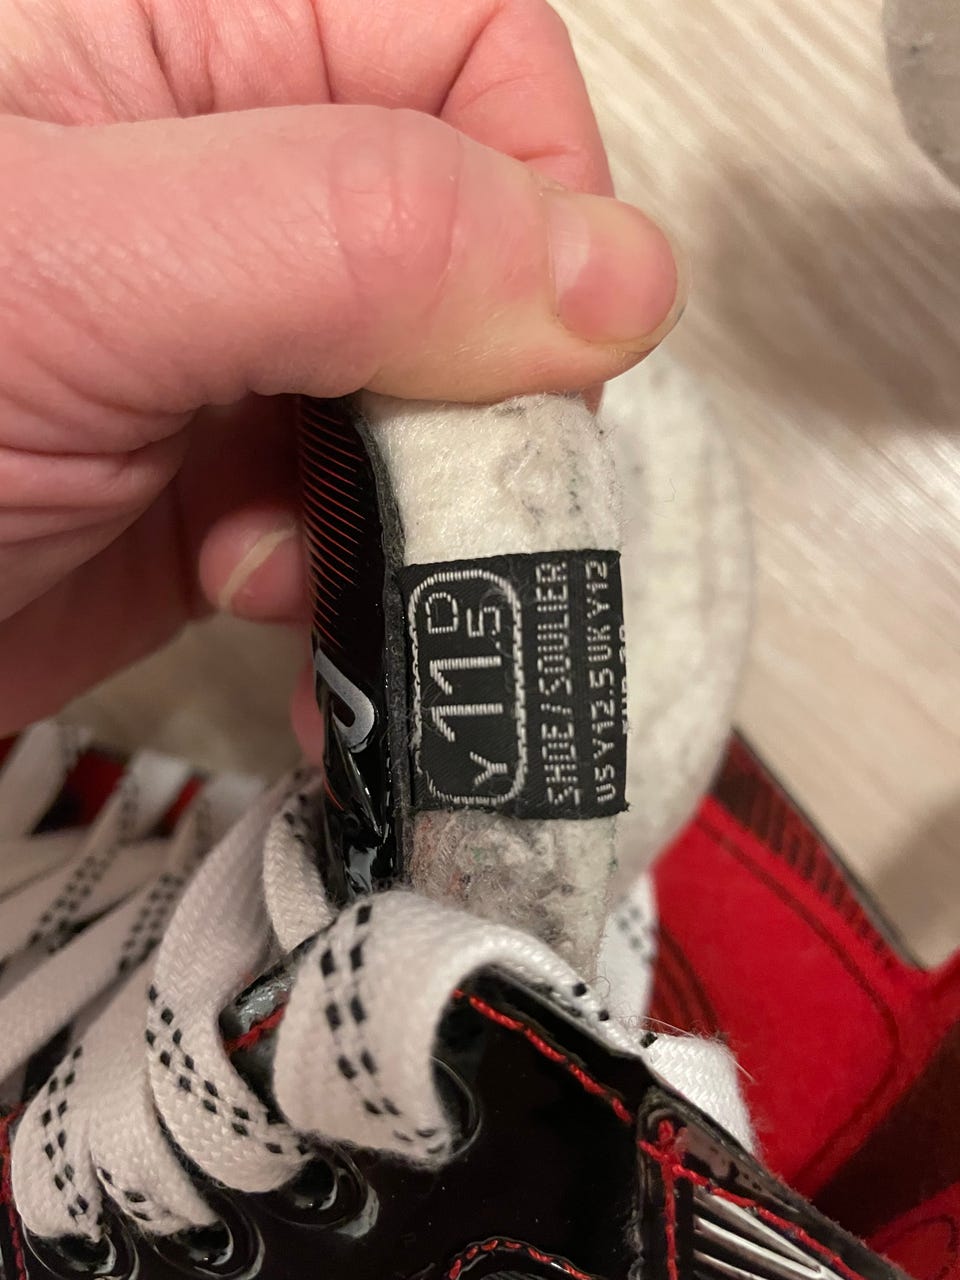 Y 11.5 D
SHOE / SOULIER
US Y12.5 UK Y12